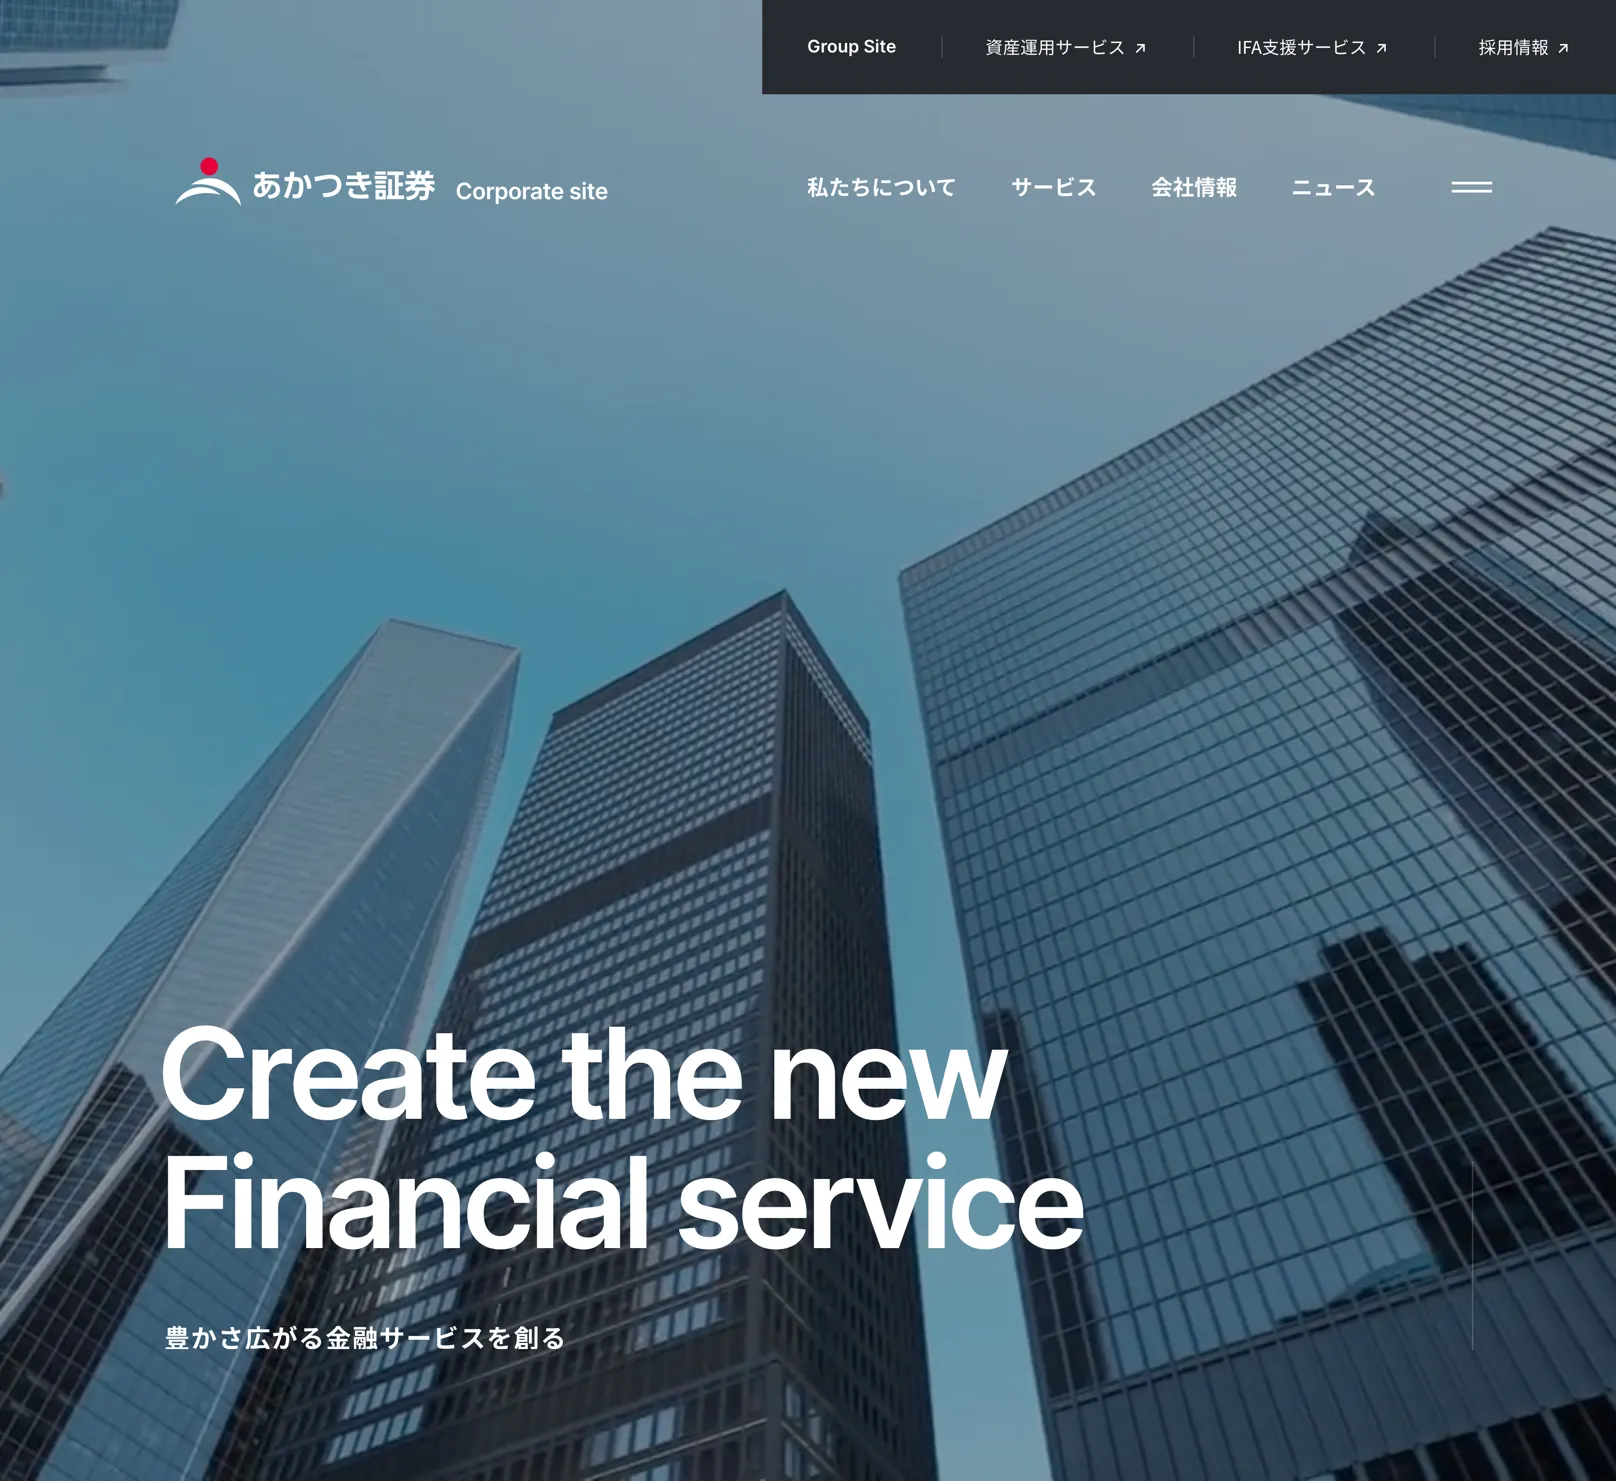 Group Site
資産運用サービス
IFA支援サービス
採用情報
あかつき証券 Corporate site
私たちについて
サービス
会社情報
ニュース
Create the new
Financial service
豊かさ広がる金融サービスを創る